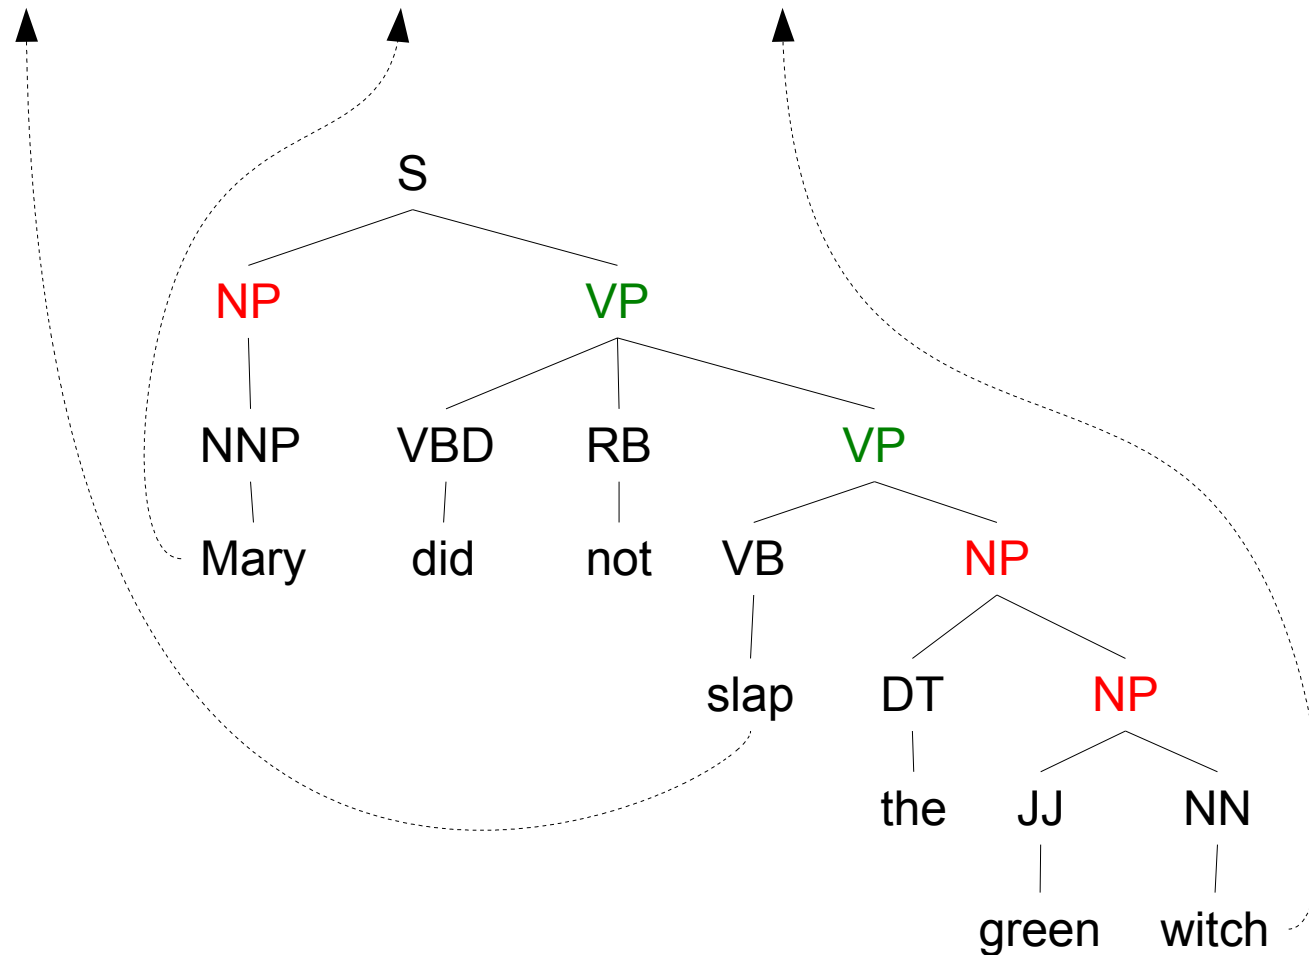 S
NP VP
NNP VBD RB VP
Mary did not VB NP
slap DT NP
the JJ NN
green witch